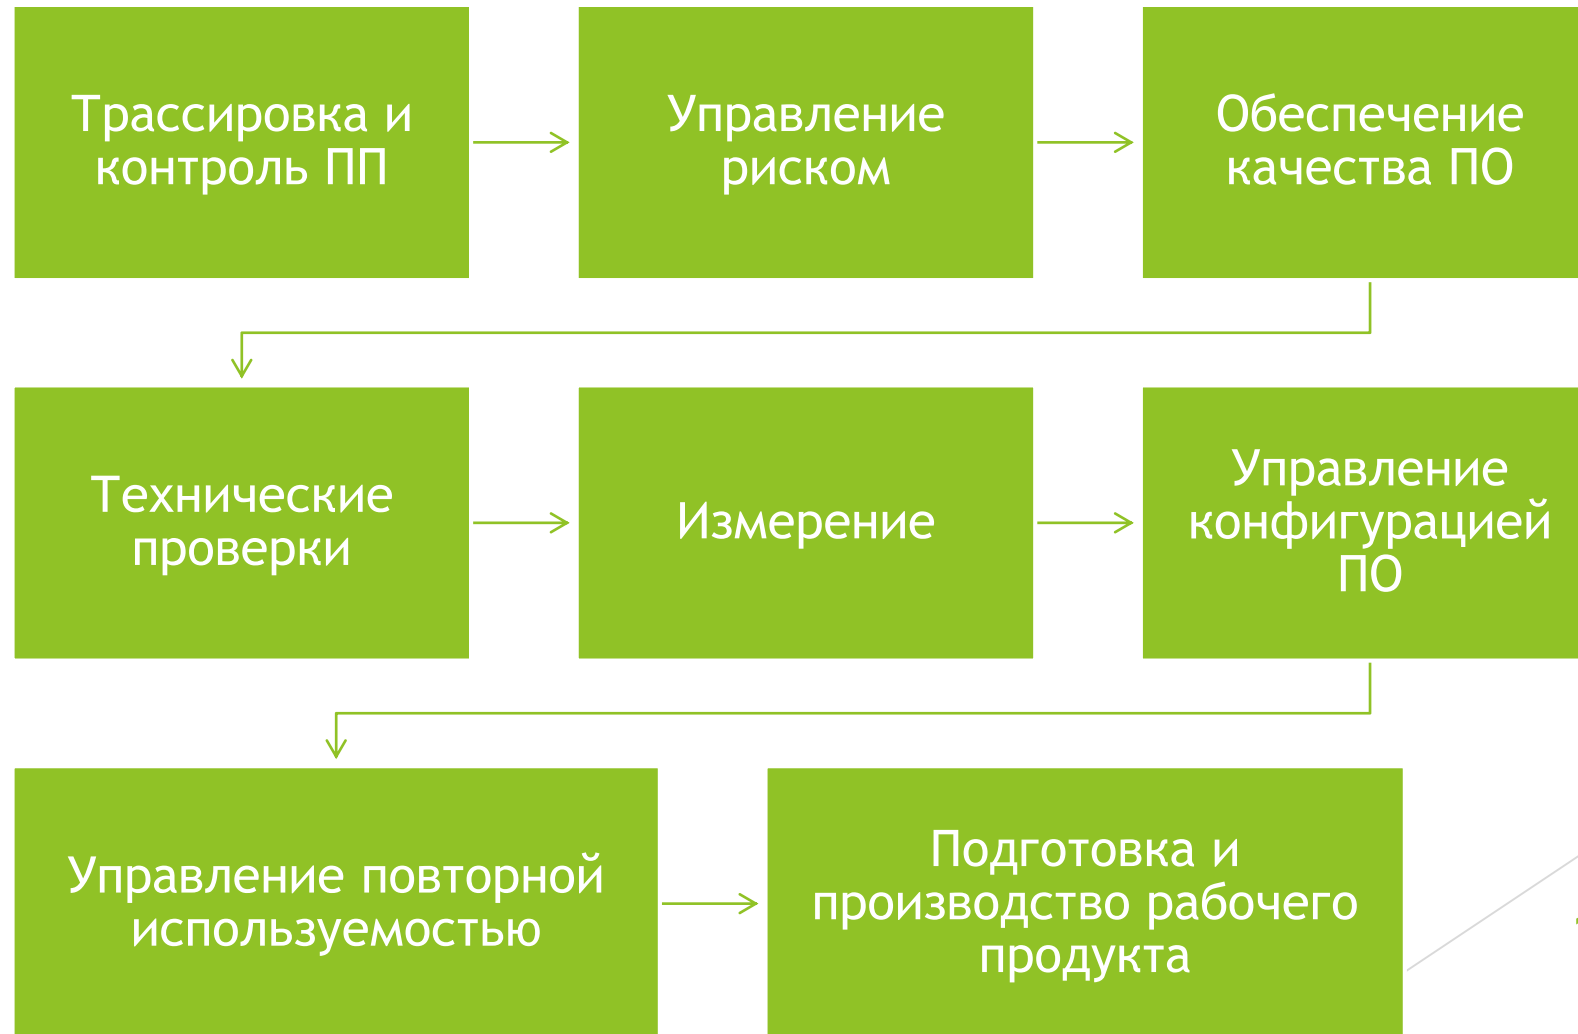 Трассировка и
контроль ПП
Управление
риском
Обеспечение
качества ПО
Технические
проверки
Измерение
Управление
конфигурацией
ПО
Управление повторной
используемостью
Подготовка и
производство рабочего
продукта